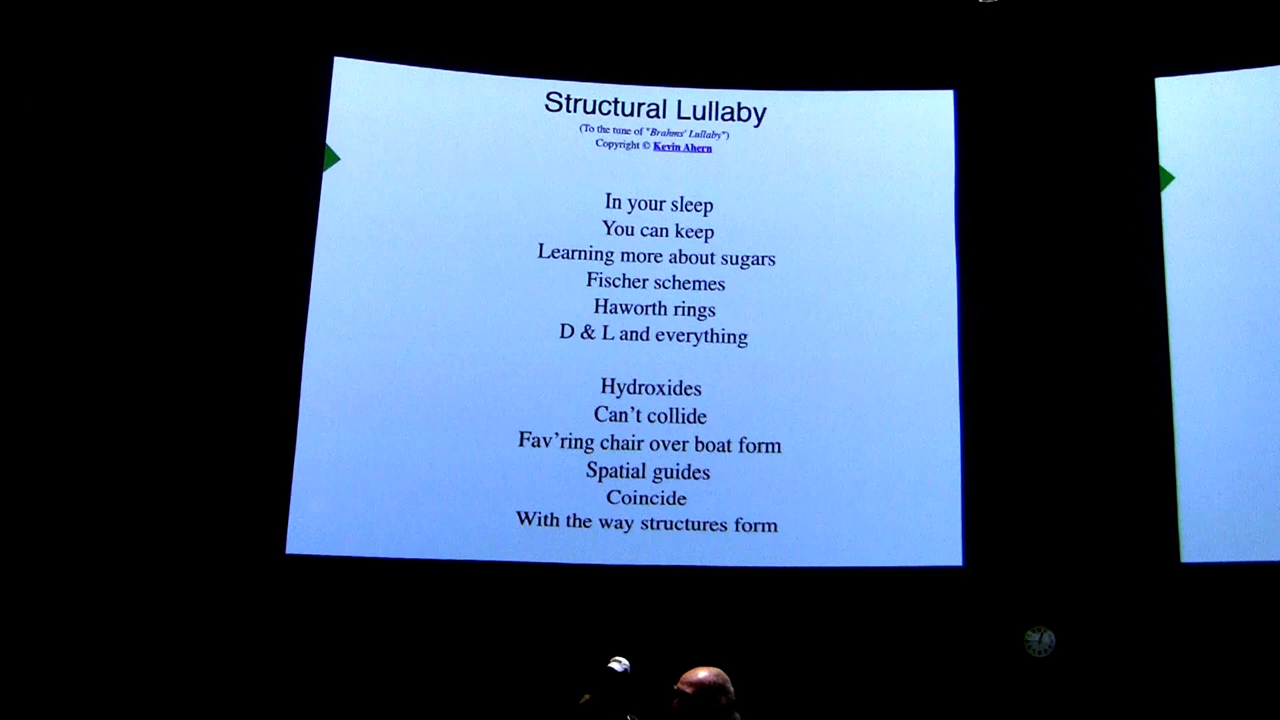 Structural Lullaby
(To the tune of "Brahms' Lullaby")
Copyright © Kevin Ahern
In your sleep
You can keep
Learning more about sugars
Fischer schemes
Haworth rings
D & L and everything
Hydroxides
Can't collide
Fav'ring chair over boat form
Spatial guides
Coincide
With the way structures form